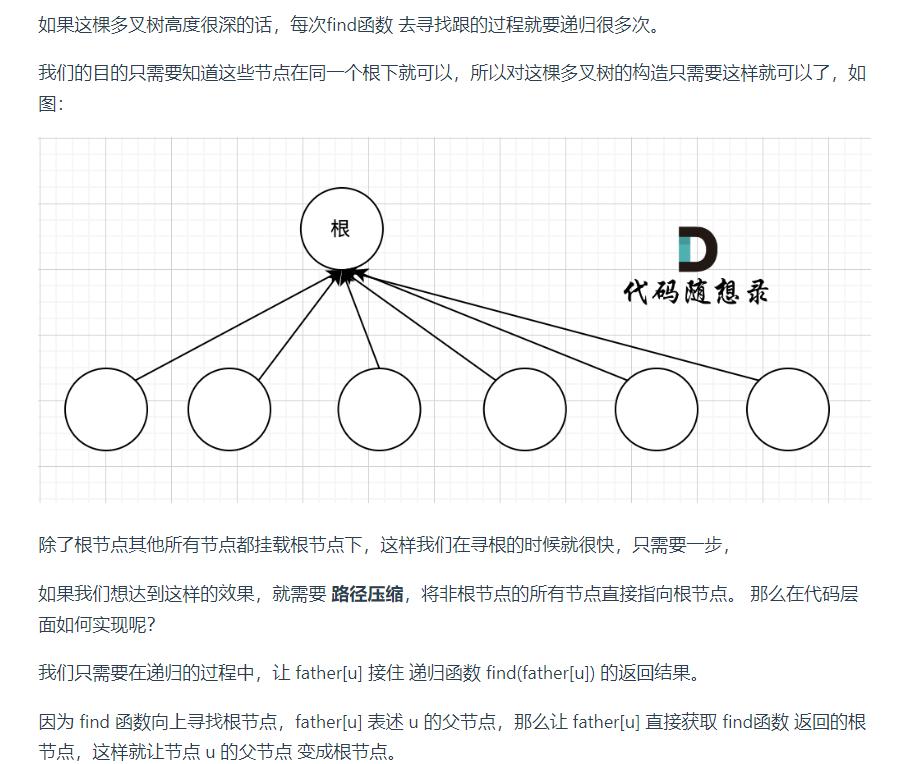 如果这棵多叉树高度很深的话，每次find函数 去寻找跟的过程就要递归很多次。
我们的目的只需要知道这些节点在同一个根下就可以，所以对这棵多叉树的构造只需要这样就可以了，如
图：
根
代码随想录
除了根节点其他所有节点都挂载根节点下，这样我们在寻根的时候就很快，只需要一步，
如果我们想达到这样的效果，就需要 路径压缩，将非根节点的所有节点直接指向根节点。 那么在代码层
面如何实现呢？
我们只需要在递归的过程中，让 father[u] 接住 递归函数 find(father[u]) 的返回结果。
因为 find 函数向上寻找根节点，father[u] 表述 u 的父节点，那么让 father[u] 直接获取 find函数 返回的根
节点，这样就让节点 u 的父节点 变成根节点。